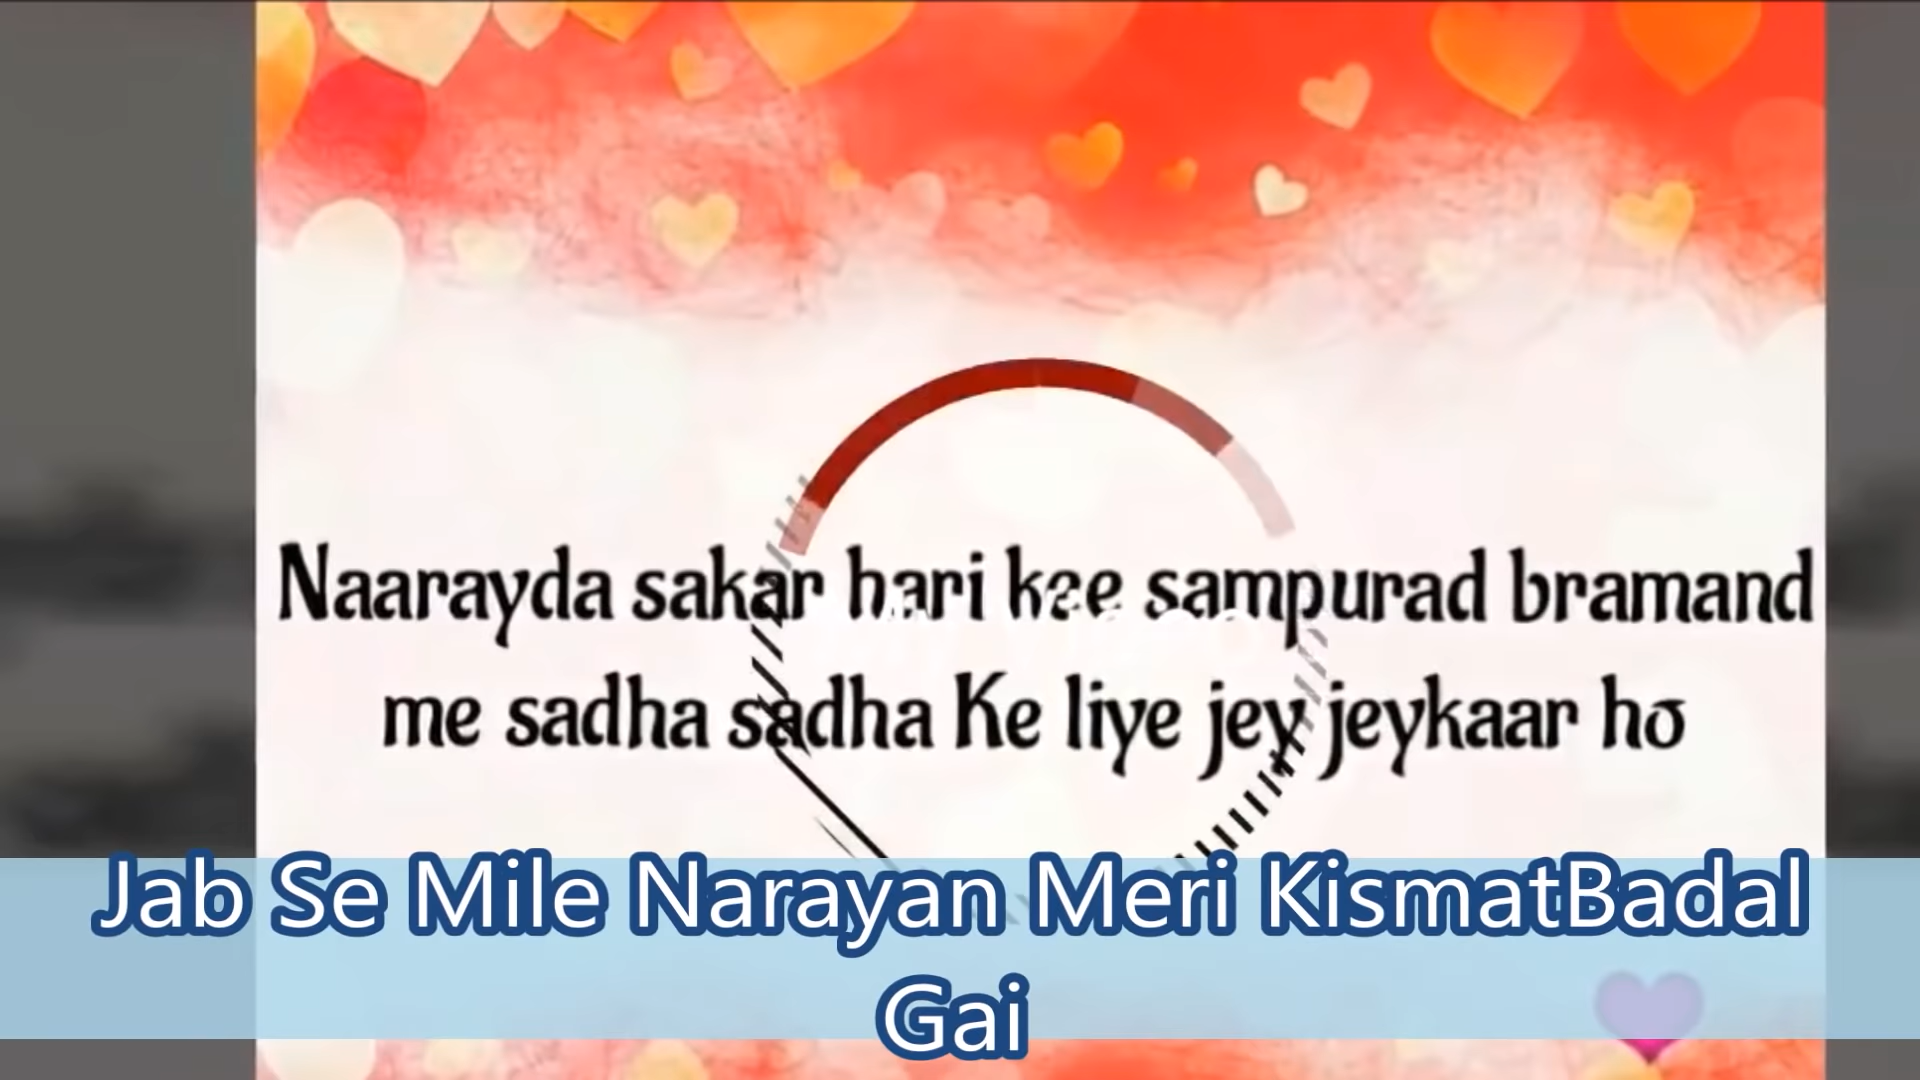 Naarayda sakar hari kee sampurad bramand
me sadha sadha Ke liye jey jeykaar ho
Jab Se Mile Narayan Meri KismatBadal
Gai